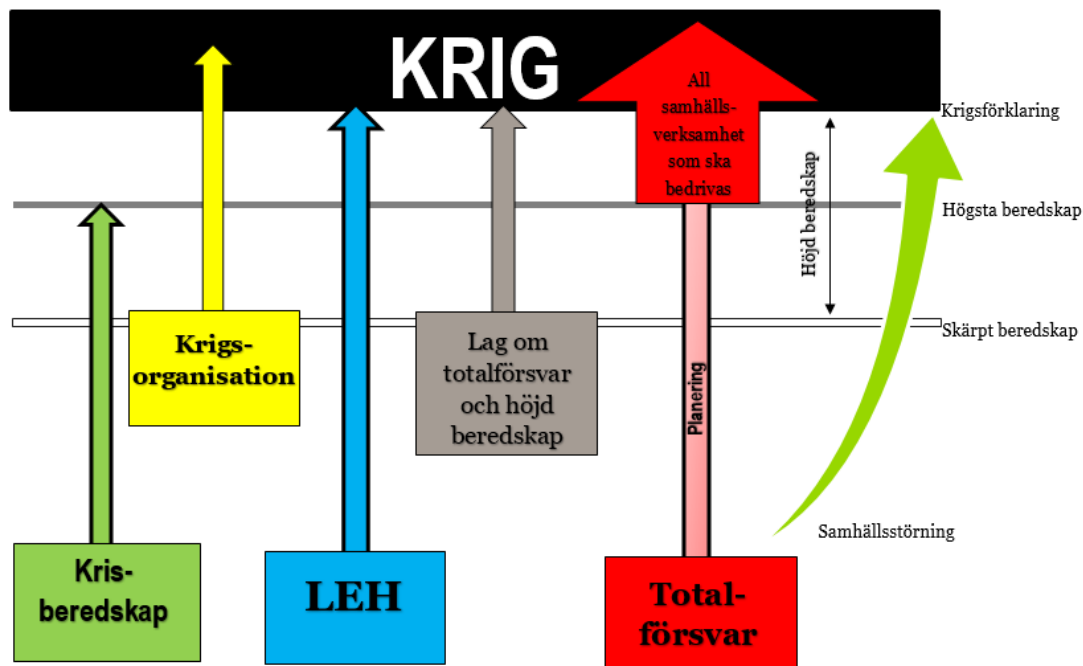 KRIG
All
samhälls-
verksamhet
som ska
bedrivas
Krigsförklaring
Höjd beredskap
Högsta beredskap
Skärpt beredskap
Krigs-
organisation
Lag om
totalförsvar
och höjd
beredskap
Planering
Samhällsstörning
Kris-
beredskap
LEH
Total-
försvar